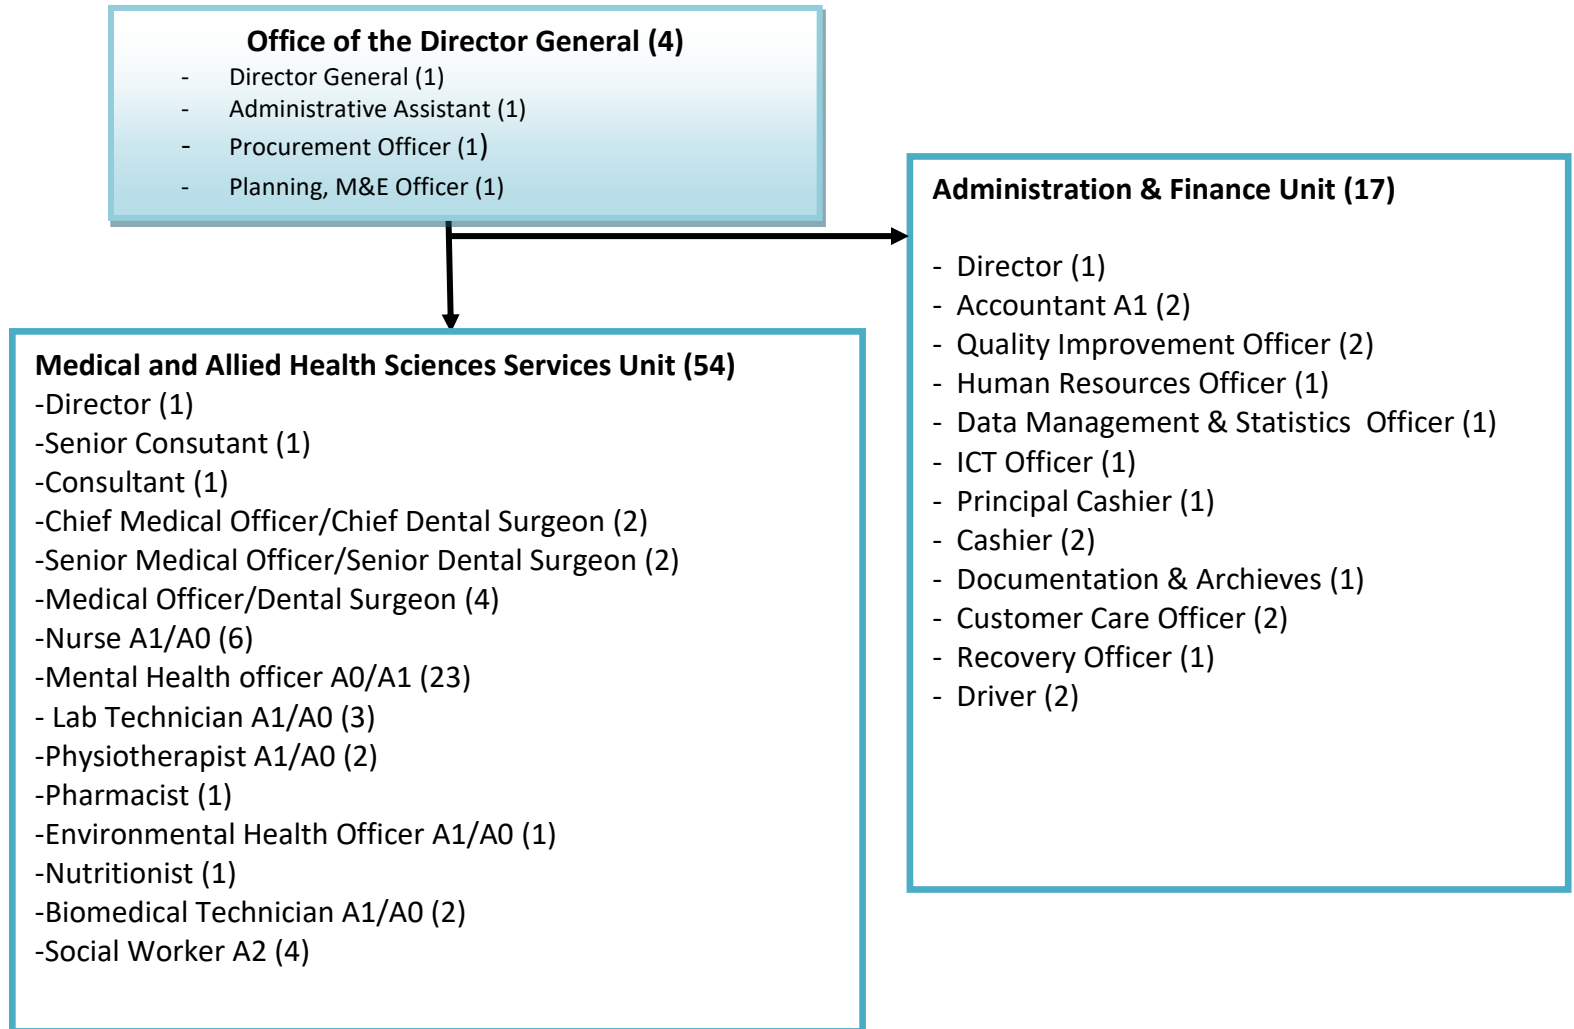 Office of the Director General (4)
- Director General (1)
- Administrative Assistant (1)
- Procurement Officer (1)
- Planning, M&E Officer (1)
Administration & Finance Unit (17)
- Director (1)
- Accountant A1 (2)
- Quality Improvement Officer (2)
- Human Resources Officer (1)
- Data Management & Statistics Officer (1)
- ICT Officer (1)
- Principal Cashier (1)
- Cashier (2)
- Documentation & Archieves (1)
- Customer Care Officer (2)
- Recovery Officer (1)
- Driver (2)
Medical and Allied Health Sciences Services Unit (54)
-Director (1)
-Senior Consutant (1)
-Consultant (1)
-Chief Medical Officer/Chief Dental Surgeon (2)
-Senior Medical Officer/Senior Dental Surgeon (2)
-Medical Officer/Dental Surgeon (4)
-Nurse A1/A0 (6)
-Mental Health officer A0/A1 (23)
- Lab Technician A1/A0 (3)
-Physiotherapist A1/A0 (2)
-Pharmacist (1)
-Environmental Health Officer A1/A0 (1)
-Nutritionist (1)
-Biomedical Technician A1/A0 (2)
-Social Worker A2 (4)